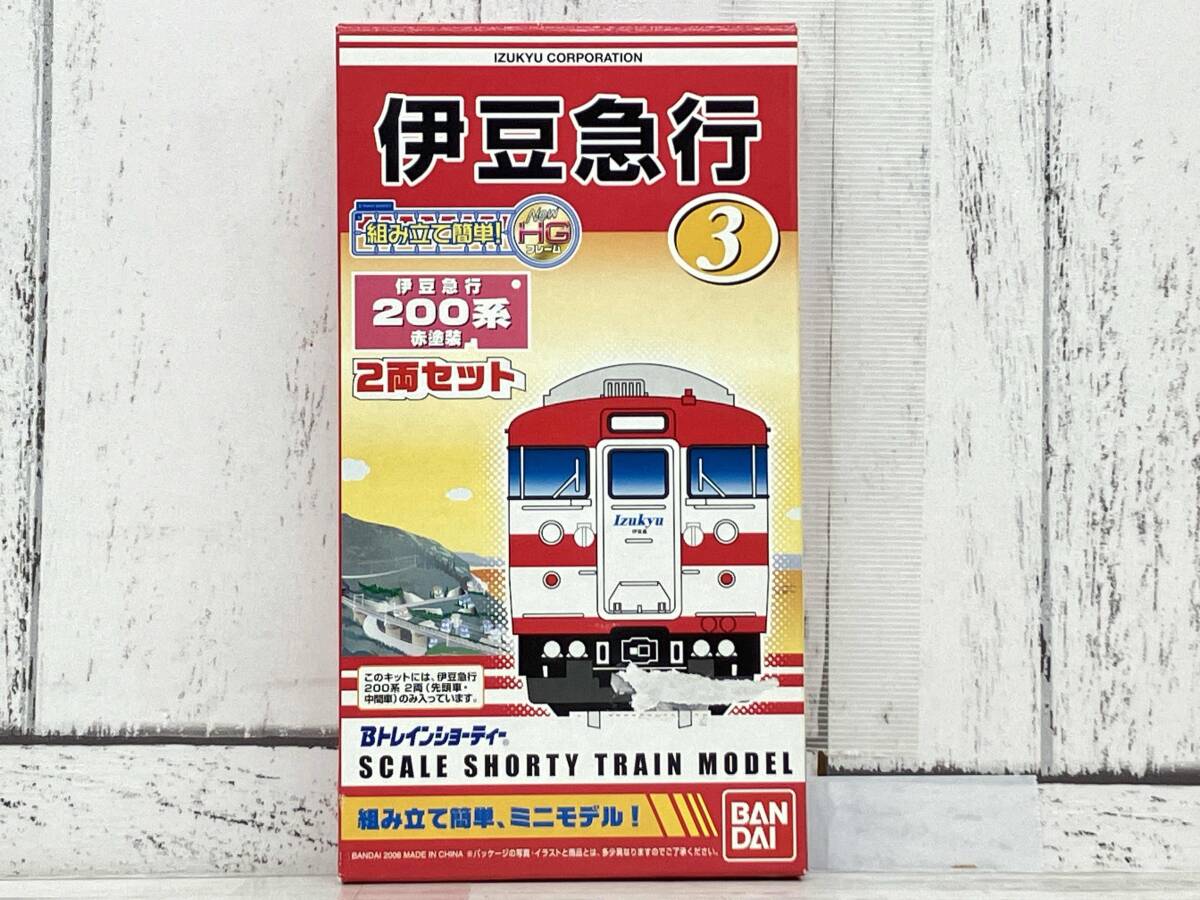 IZUKYU CORPORATION
伊豆急行
組み立て簡単!
New
HG
フレーム
3
伊豆急行
200系
赤塗装
2両セット
Izukyu
伊豆急
このキットには、伊豆急行
200系 2両(先頭車・
中間車)のみ入っています。
Bトレインショーティー®
SCALE SHORTY TRAIN MODEL
組み立て簡単、ミニモデル!
BAN
DAI
BANDAI 2006 MADE IN CHINA ※パッケージの写真・イラストと商品とは、多少異なりますのでご了承ください。